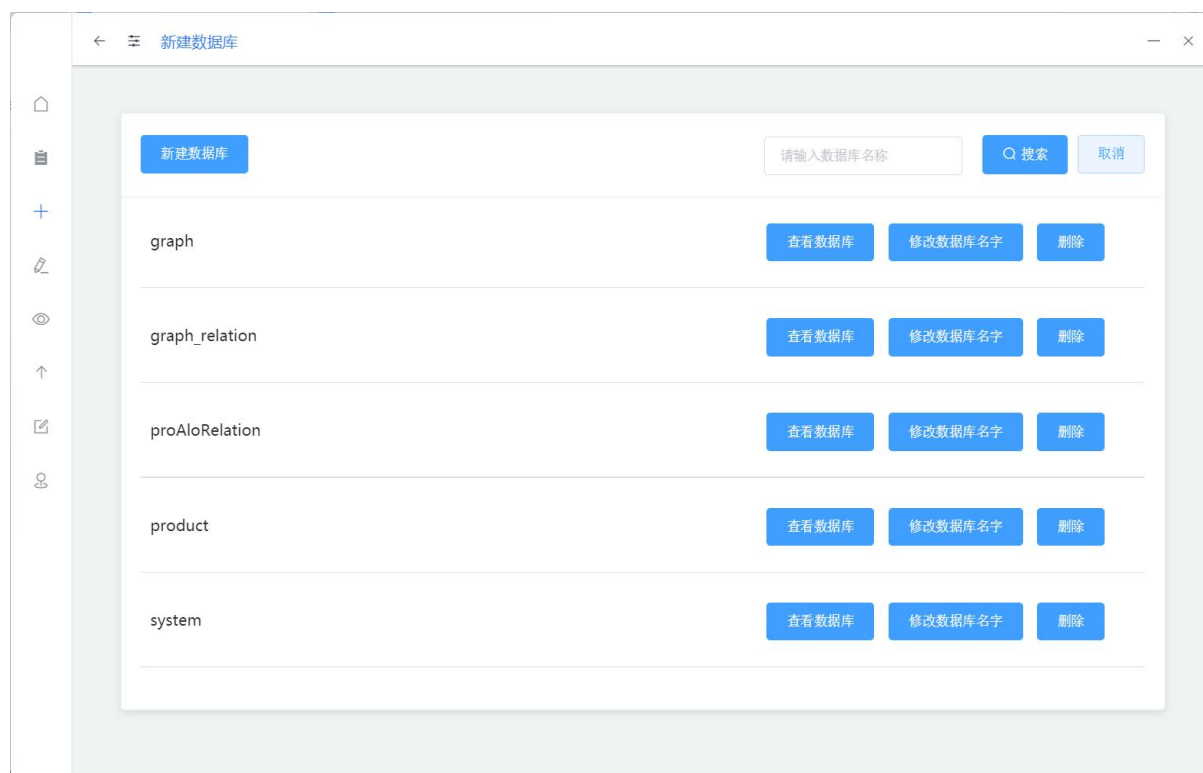 新建数据库
新建数据库
请输入数据库名称
搜索
取消
graph
查看数据库
修改数据库名字
删除
graph_relation
查看数据库
修改数据库名字
删除
proAloRelation
查看数据库
修改数据库名字
删除
product
查看数据库
修改数据库名字
删除
system
查看数据库
修改数据库名字
删除